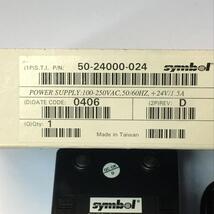 (1P)S.T.I. P/N: 50-24000-024 symbol
POWER SUPPLY:100-250VAC, 50/60HZ, +24V/1.5A
(D)DATE CODE: 0406 (2P)REV: D
(Q)Qty: 1
Made in Taiwan symbol